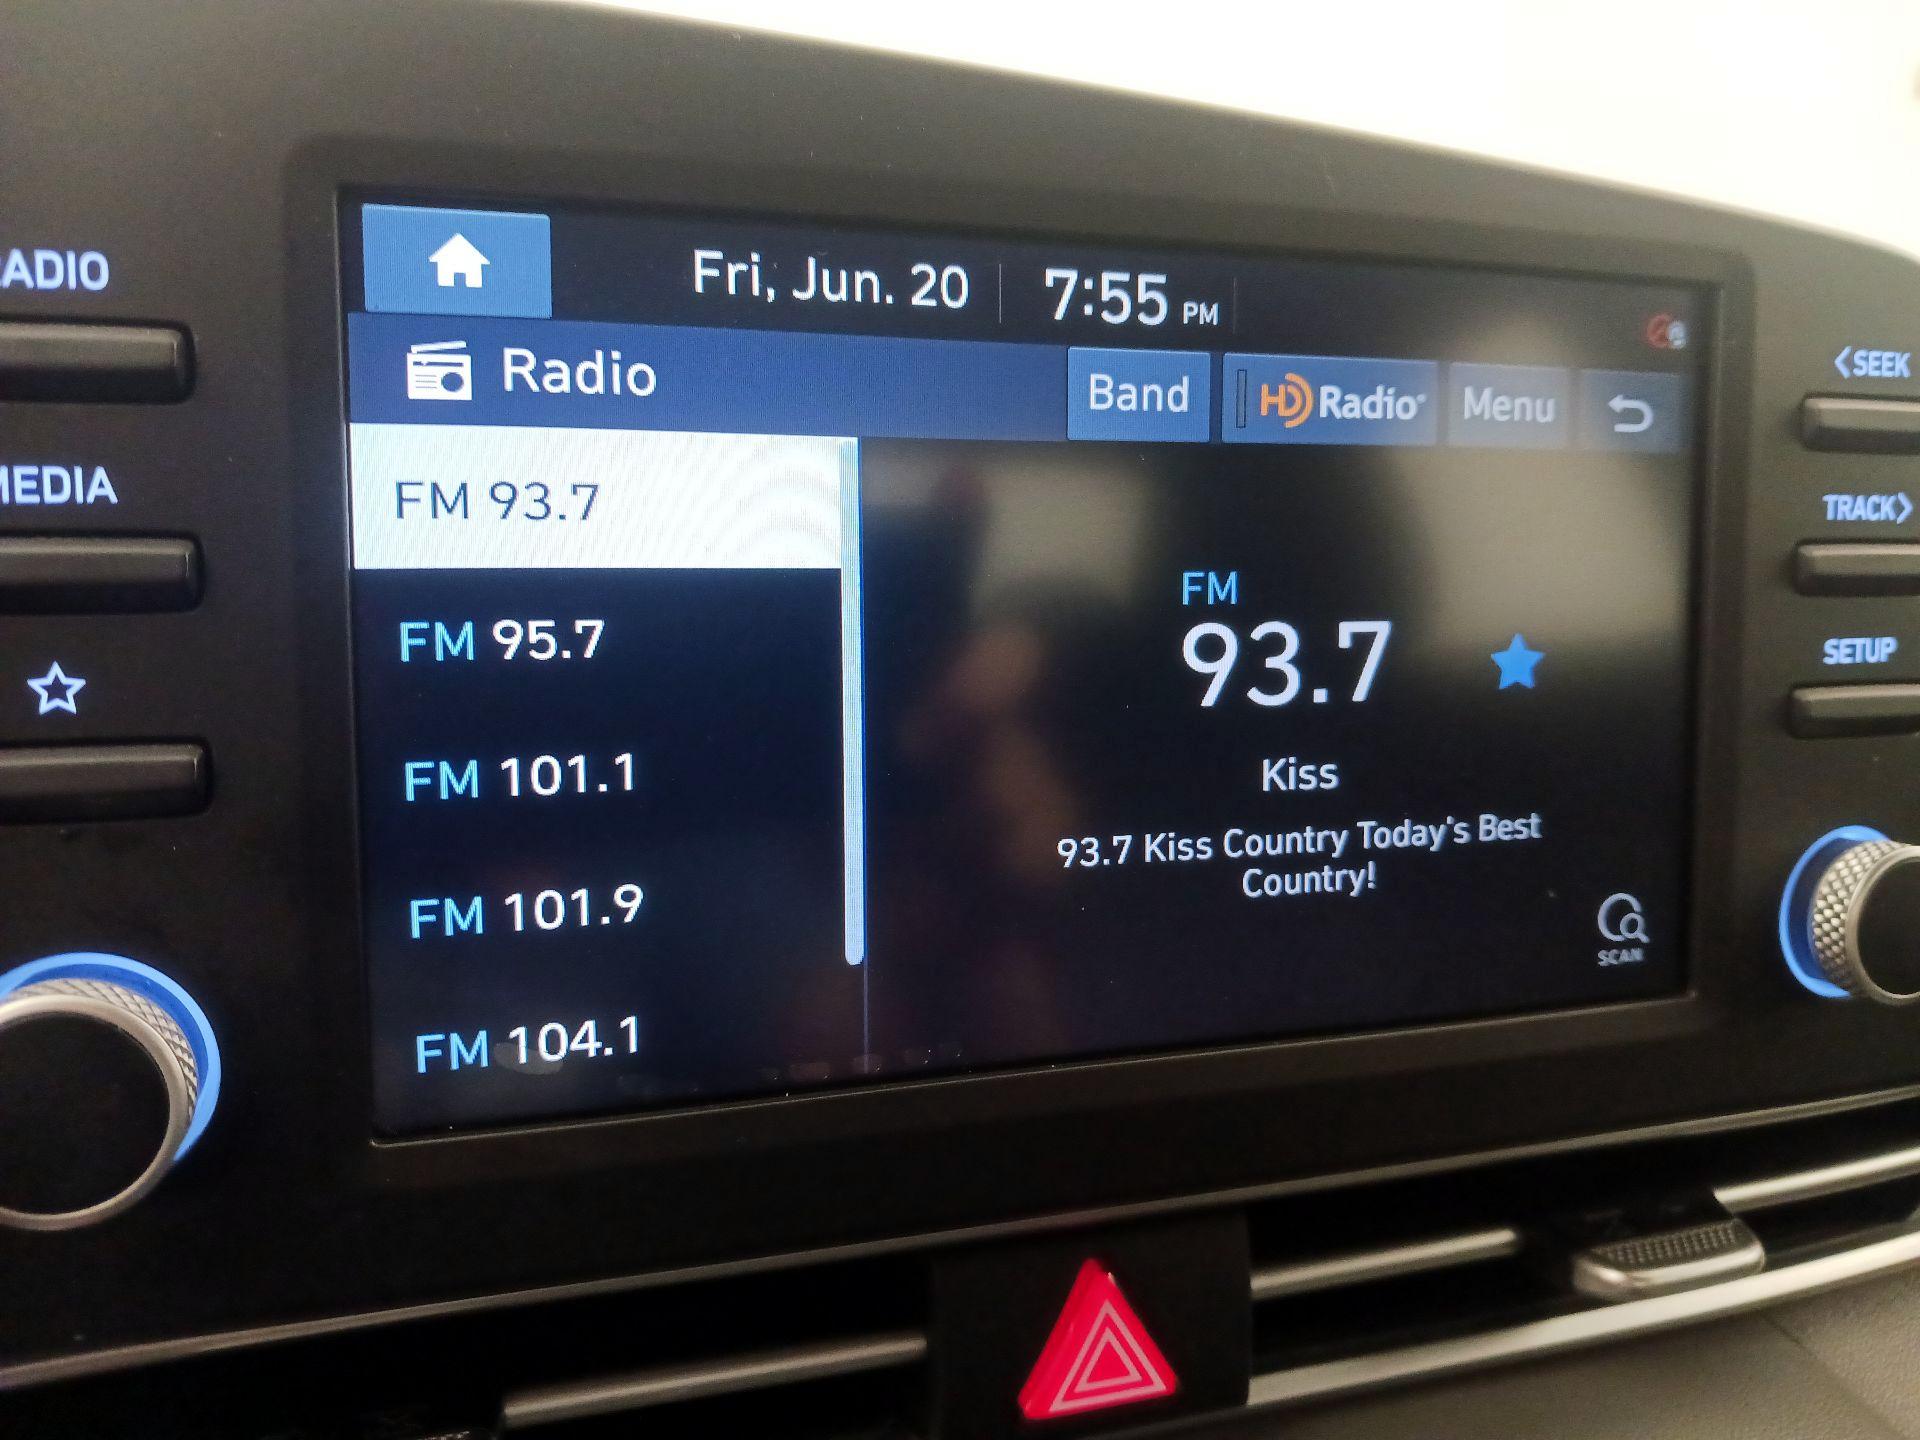 RADIO
MEDIA
Fri, Jun. 20 7:55 PM
Radio Band HD Radio Menu
FM 93.7
FM 95.7
FM 101.1
FM 101.9
FM 104.1
FM
93.7
Kiss
93.7 Kiss Country Today's Best
Country!
SCAN
<SEEK
TRACK>
SETUP